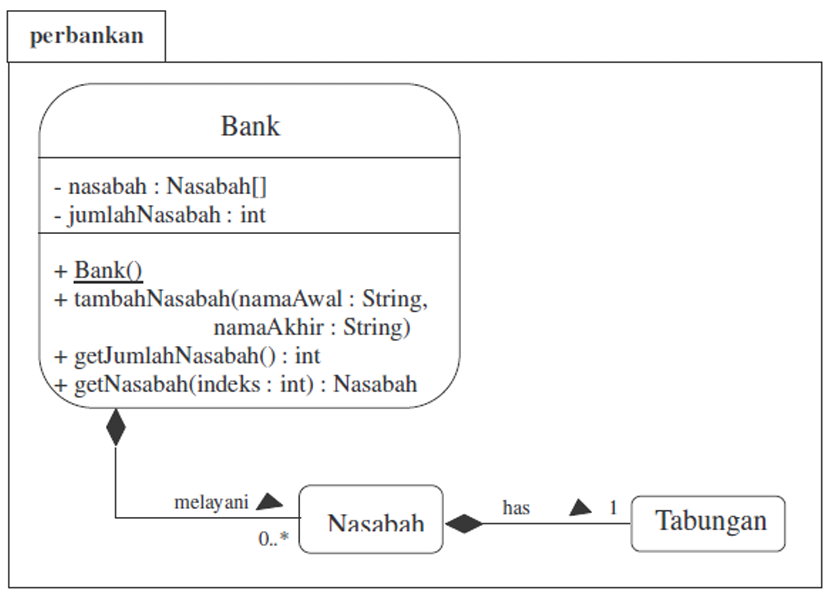 perbankan
Bank
- nasabah : Nasabah[]
- jumlahNasabah : int
+ Bank()
+ tambahNasabah(namaAwal : String,
namaAkhir : String)
+ getJumlahNasabah() : int
+ getNasabah(indeks : int) : Nasabah
melayani
0..*
Nasabah
has
1
Tabungan